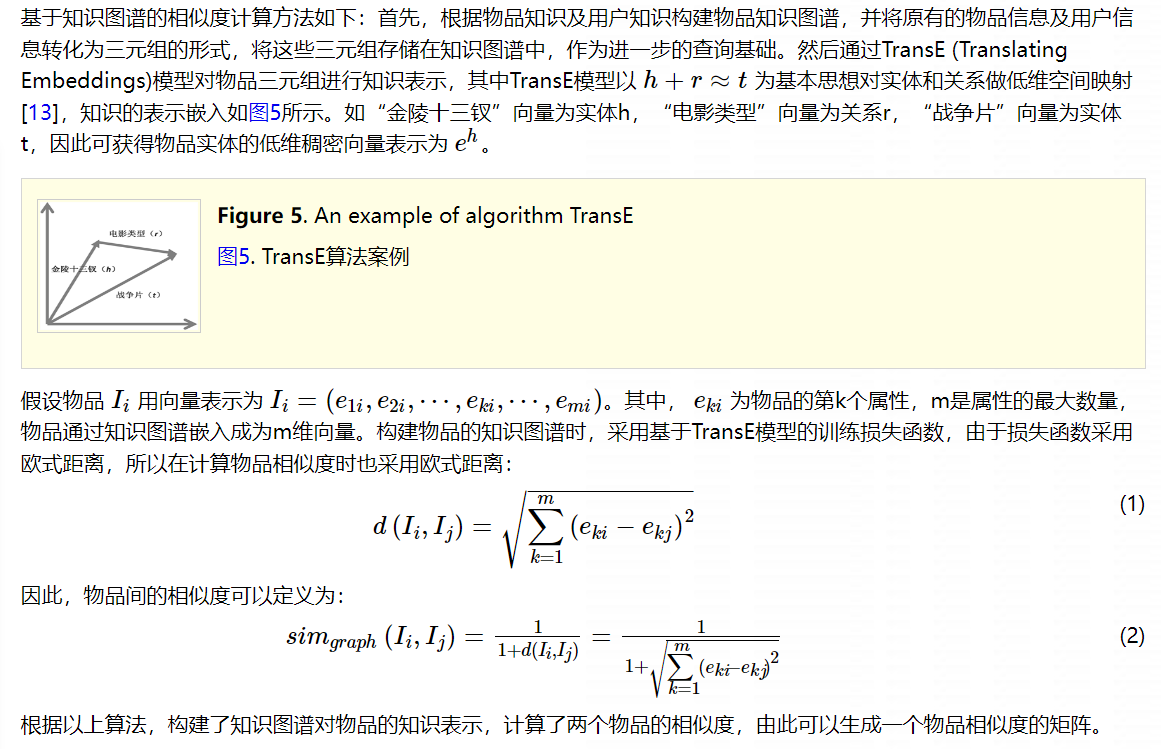 基于知识图谱的相似度计算方法如下：首先，根据物品知识及用户知识构建物品知识图谱，并将原有的物品信息及用户信
息转化为三元组的形式，将这些三元组存储在知识图谱中，作为进一步的查询基础。然后通过TransE (Translating
Embeddings)模型对物品三元组进行知识表示，其中TransE模型以 h + r ≈ t 为基本思想对实体和关系做低维空间映射
[13]，知识的表示嵌入如图5所示。如“金陵十三钗”向量为实体h，“电影类型”向量为关系r，“战争片”向量为实体
t，因此可获得物品实体的低维稠密向量表示为 e^h 。
电影类型（r）
金陵十三钗（h）
战争片（t）
Figure 5. An example of algorithm TransE
图5. TransE算法案例
假设物品 I_i 用向量表示为 I_i = (e_{1i}, e_{2i}, ⋯, e_{ki}, ⋯, e_{mi})。其中， e_{ki} 为物品的第k个属性，m是属性的最大数量，
物品通过知识图谱嵌入成为m维向量。构建物品的知识图谱时，采用基于TransE模型的训练损失函数，由于损失函数采用
欧式距离，所以在计算物品相似度时也采用欧式距离：
d (I_i, I_j) = \sqrt{\sum_{k=1}^{m} (e_{ki} − e_{kj})^2} (1)
因此，物品间的相似度可以定义为：
sim_{graph} (I_i, I_j) = \frac{1}{1+d(I_i,I_j)} = \frac{1}{1+\sqrt{\sum_{k=1}^{m} (e_{ki}−e_{kj})^2}} (2)
根据以上算法，构建了知识图谱对物品的知识表示，计算了两个物品的相似度，由此可以生成一个物品相似度的矩阵。